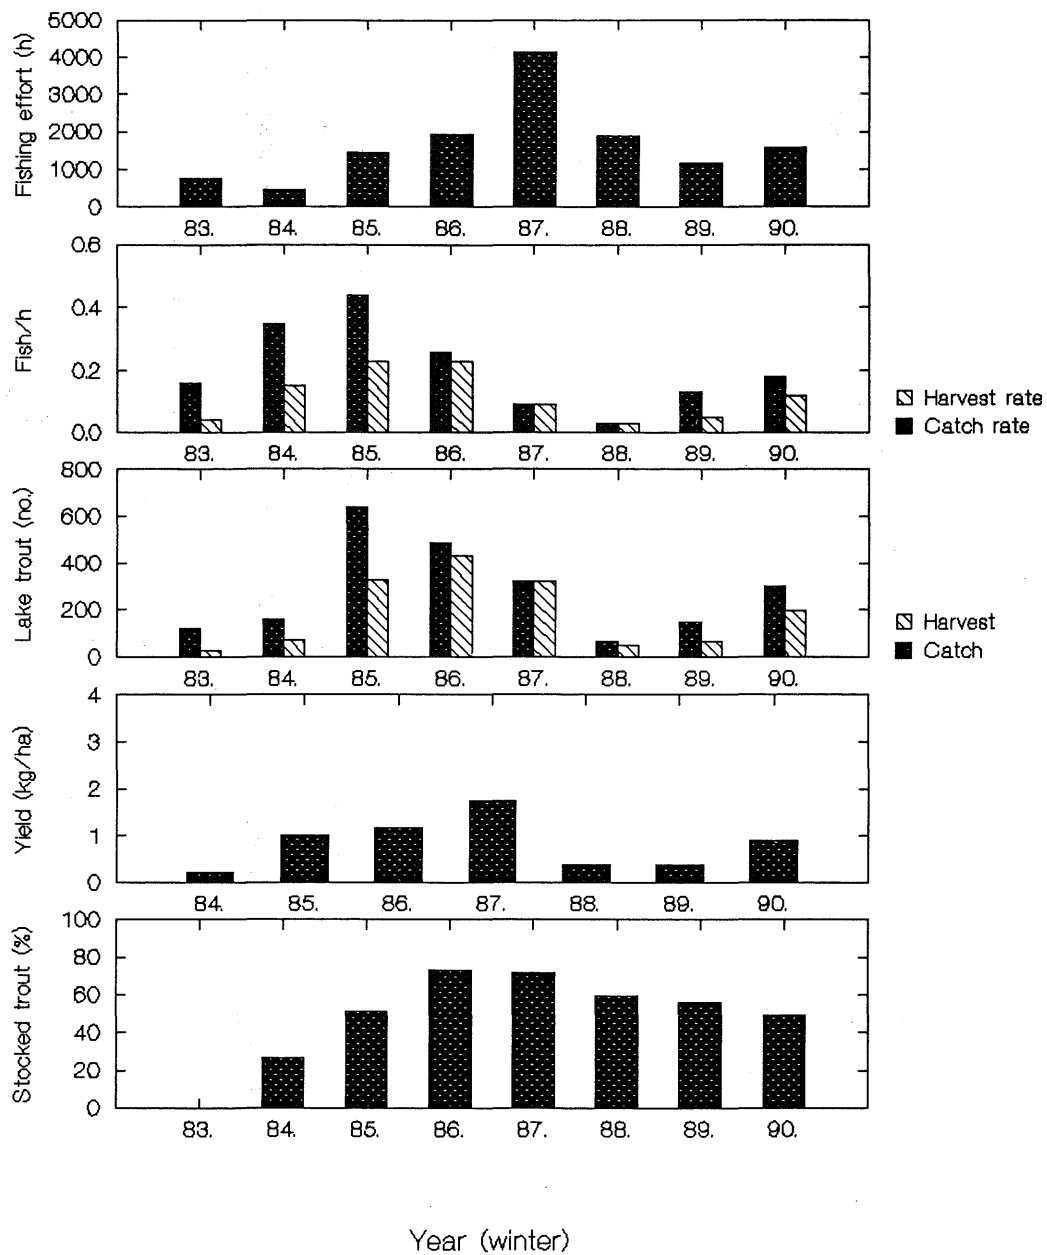 Fishing effort (h)
5000
4000
3000
2000
1000
0
83. 84. 85. 86. 87. 88. 89. 90.
Fish/h
0.6
0.4
0.2
0.0
83. 84. 85. 86. 87. 88. 89. 90.
Harvest rate
Catch rate
Lake trout (no.)
800
600
400
200
0
83. 84. 85. 86. 87. 88. 89. 90.
Harvest
Catch
Yield (kg/ha)
4
3
2
1
0
84. 85. 86. 87. 88. 89. 90.
Stocked trout (%)
100
80
60
40
20
0
83. 84. 85. 86. 87. 88. 89. 90.
Year (winter)